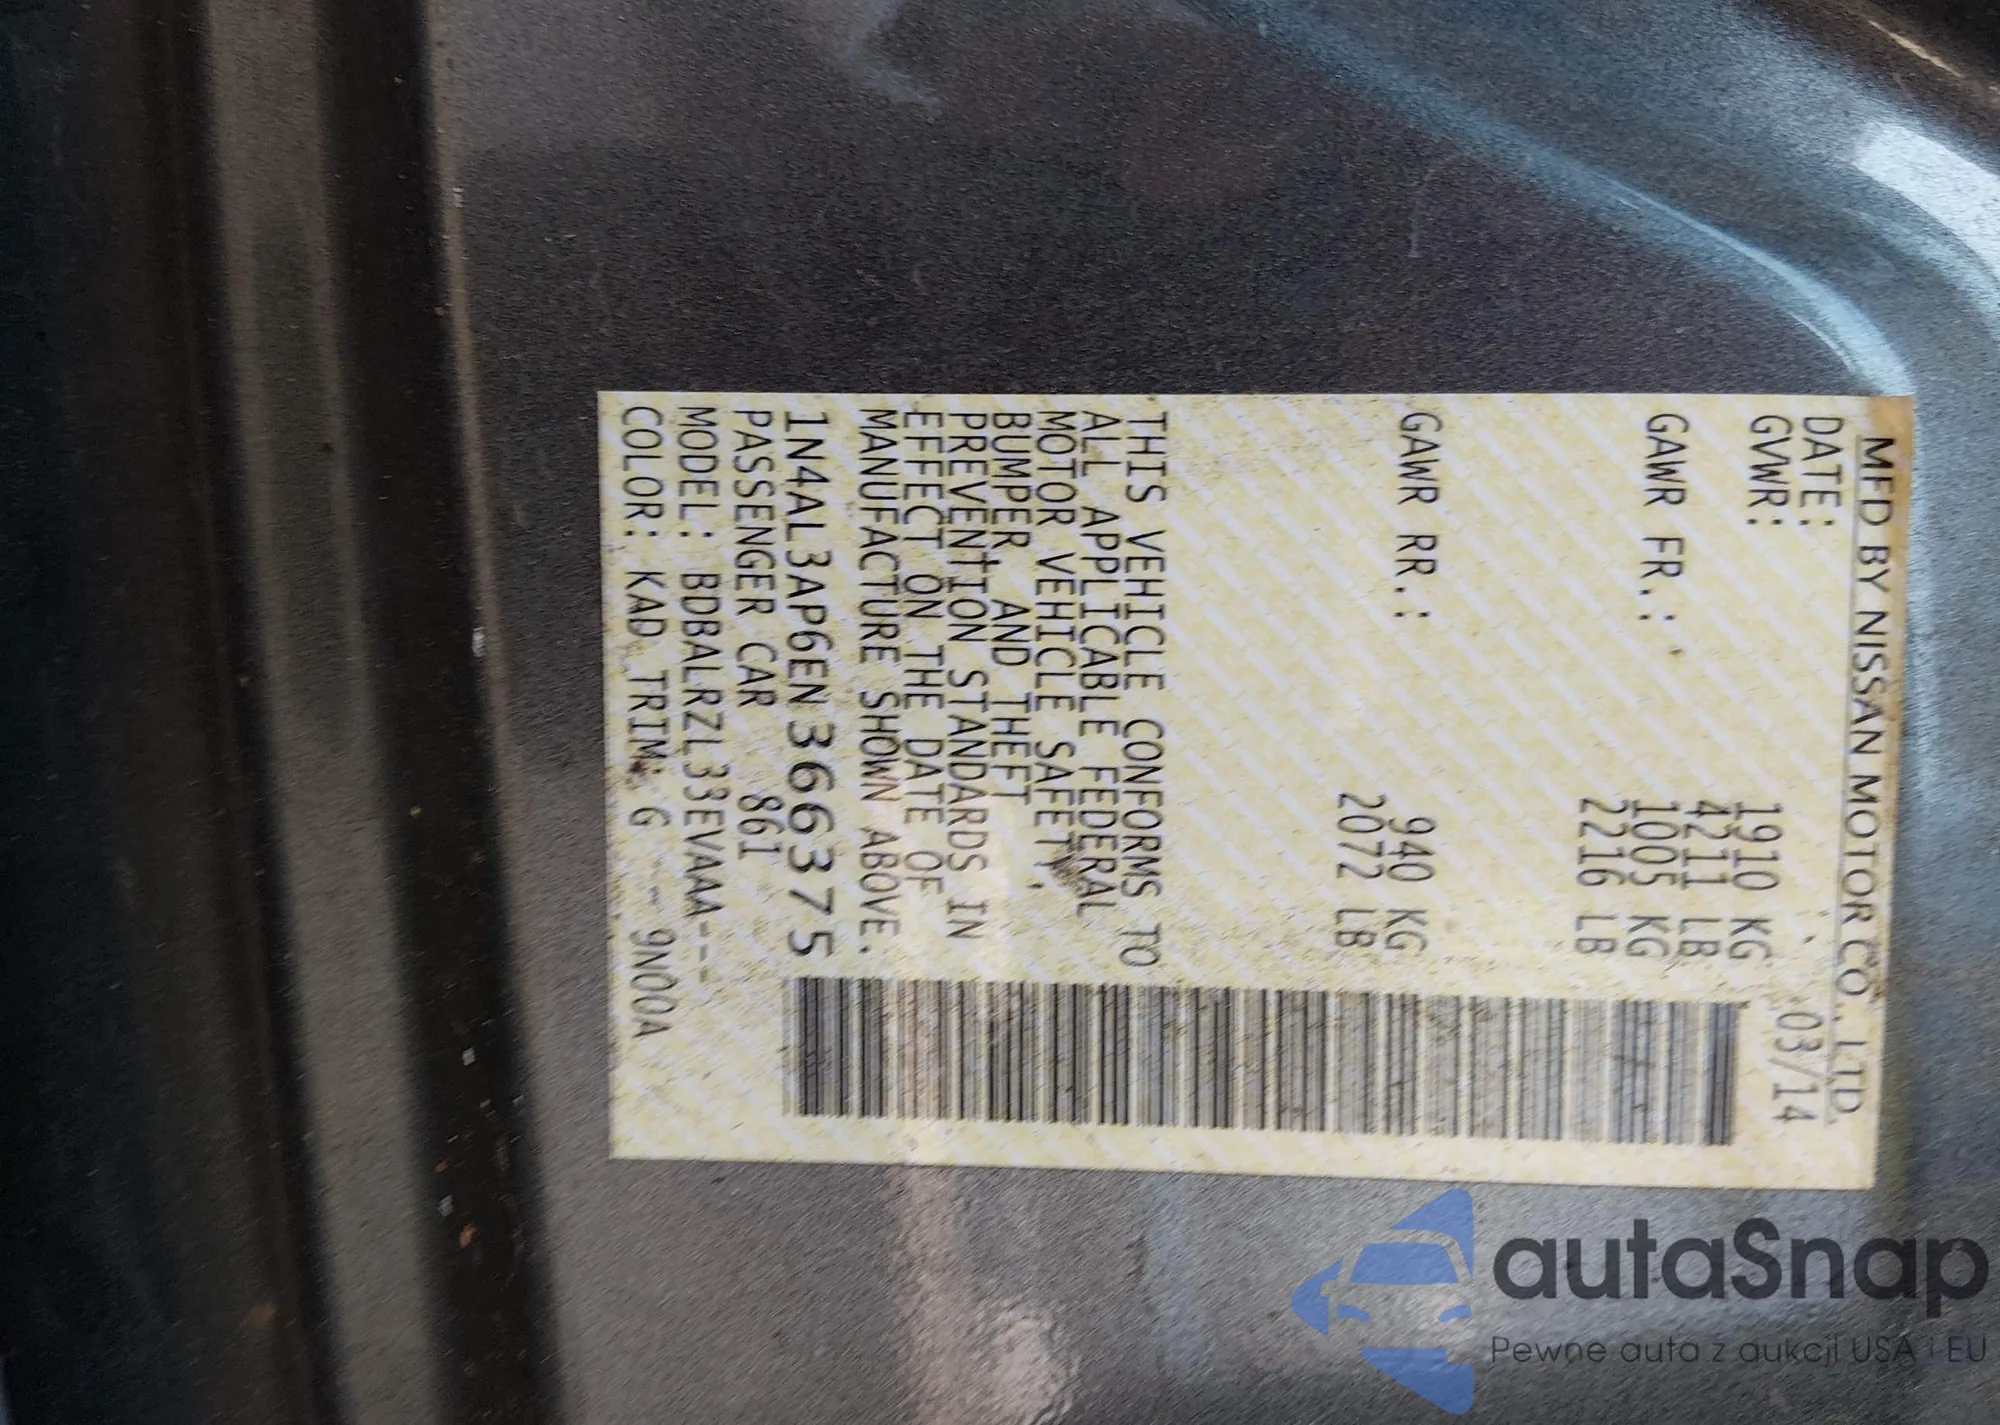 MFD BY NISSAN MOTOR CO., LTD.
DATE: 03/14
GVWR: 1910 KG
4211 LB
GAWR FR.: 1005 KG
2216 LB
GAWR RR.: 940 KG
2072 LB
THIS VEHICLE CONFORMS TO
ALL APPLICABLE FEDERAL
MOTOR VEHICLE SAFETY,
BUMPER, AND THEFT
PREVENTION STANDARDS IN
EFFECT ON THE DATE OF
MANUFACTURE SHOWN ABOVE.
1N4AL3AP6EN366375
PASSENGER CAR 861
MODEL: BDBALRZL33EVAAA---
COLOR: KAD TRIM: G -- 9N00A
autaSnap
Pewne auta z aukcji USA i EU